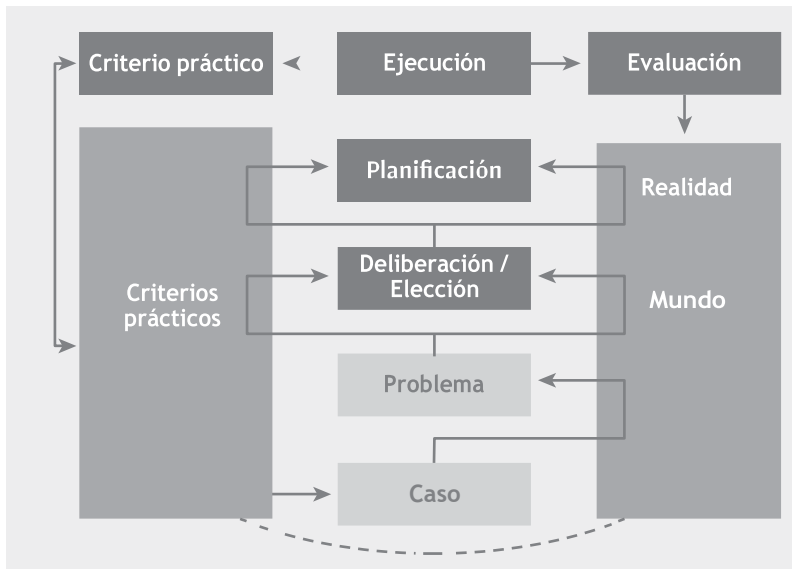 Criterio práctico
Ejecución
Evaluación
Planificación
Realidad
Deliberación /
Elección
Criterios
prácticos
Mundo
Problema
Caso